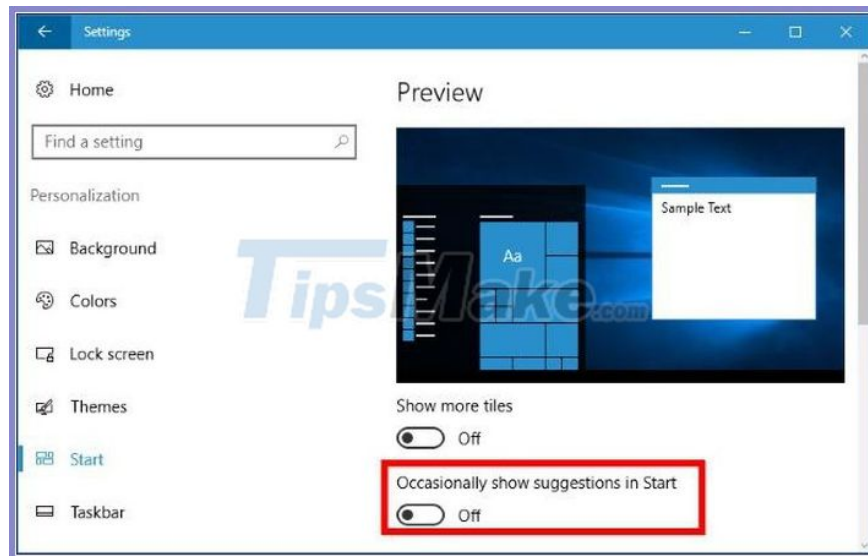 Settings
Home
Find a setting
Personalization
Background
Colors
Lock screen
Themes
Start
Taskbar
Preview
Sample Text
Aa
TipsMake.com
Show more tiles
Off
Occasionally show suggestions in Start
Off